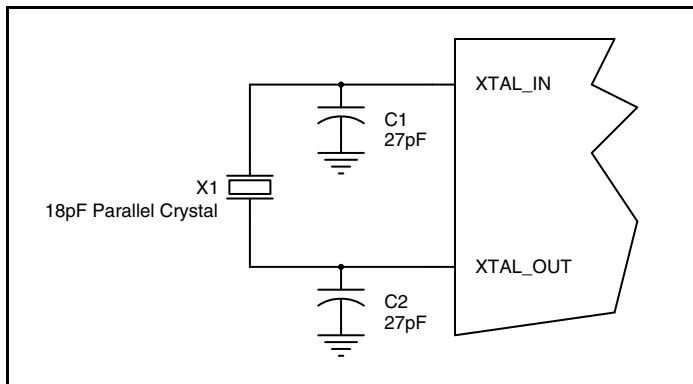 XTAL_IN
C1
27pF
X1
18pF Parallel Crystal
XTAL_OUT
C2
27pF